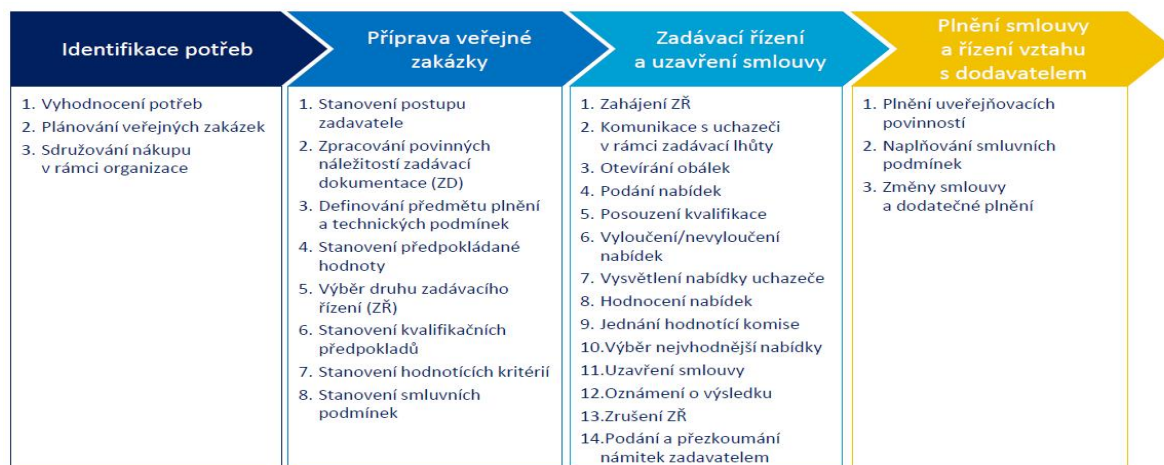 Identifikace potřeb
1. Vyhodnocení potřeb
2. Plánování veřejných zakázek
3. Sdružování nákupu
v rámci organizace
Příprava veřejné
zakázky
1. Stanovení postupu
zadavatele
2. Zpracování povinných
náležitostí zadávací
dokumentace (ZD)
3. Definování předmětu plnění
a technických podmínek
4. Stanovení předpokládané
hodnoty
5. Výběr druhu zadávacího
řízení (ZŘ)
6. Stanovení kvalifikačních
předpokladů
7. Stanovení hodnotících kritérií
8. Stanovení smluvních
podmínek
Zadávací řízení
a uzavření smlouvy
1. Zahájení ZŘ
2. Komunikace s uchazeči
v rámci zadávací lhůty
3. Otevírání obálek
4. Podání nabídek
5. Posouzení kvalifikace
6. Vyloučení/nevyloučení
nabídek
7. Vysvětlení nabídky uchazeče
8. Hodnocení nabídek
9. Jednání hodnotící komise
10.Výběr nejvhodnější nabídky
11.Uzavření smlouvy
12.Oznámení o výsledku
13.Zrušení ZŘ
14.Podání a přezkoumání
námitek zadavatelem
Plnění smlouvy
a řízení vztahu
s dodavatelem
1. Plnění uveřejňovacích
povinností
2. Naplňování smluvních
podmínek
3. Změny smlouvy
a dodatečné plnění